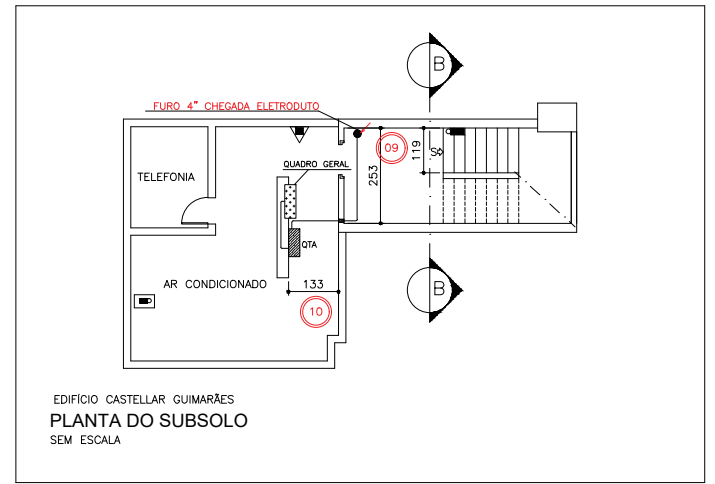 B
FURO 4" CHEGADA ELETRODUTO
09
119
S
QUADRO GERAL
TELEFONIA
253
QTA
AR CONDICIONADO
133
B
10
EDIFÍCIO CASTELLAR GUIMARÃES
PLANTA DO SUBSOLO
SEM ESCALA